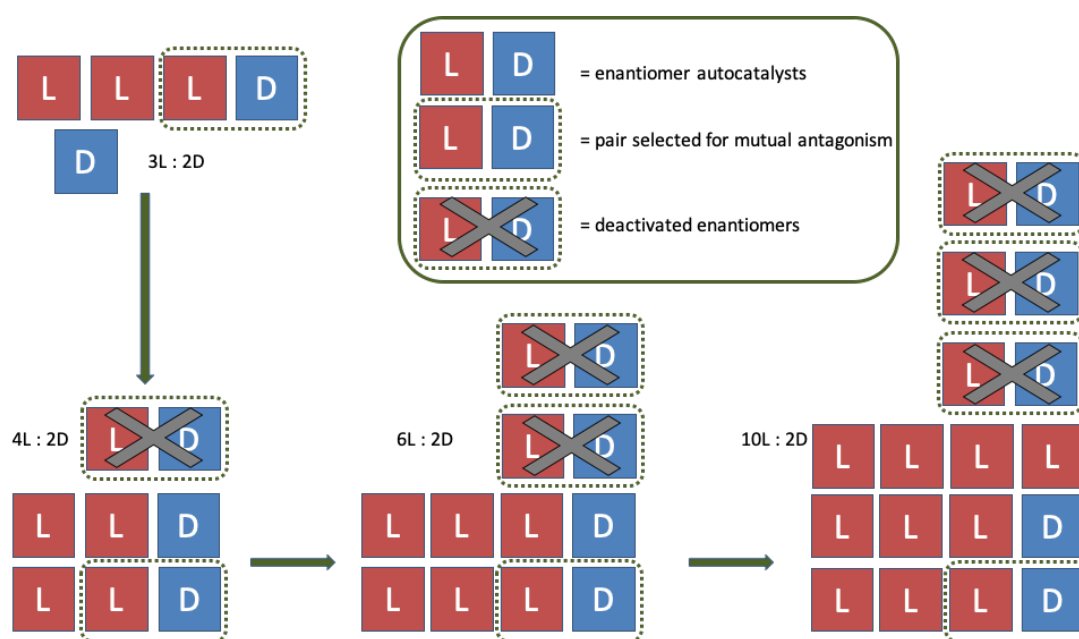 L L L D
D
3L : 2D
L D = enantiomer autocatalysts
L D = pair selected for mutual antagonism
L D = deactivated enantiomers
L D
4L : 2D
L L D
L L D
L D
L D
6L : 2D
L L L D
L L L D
L D
L D
L D
10L : 2D
L L L L
L L L D
L L L D